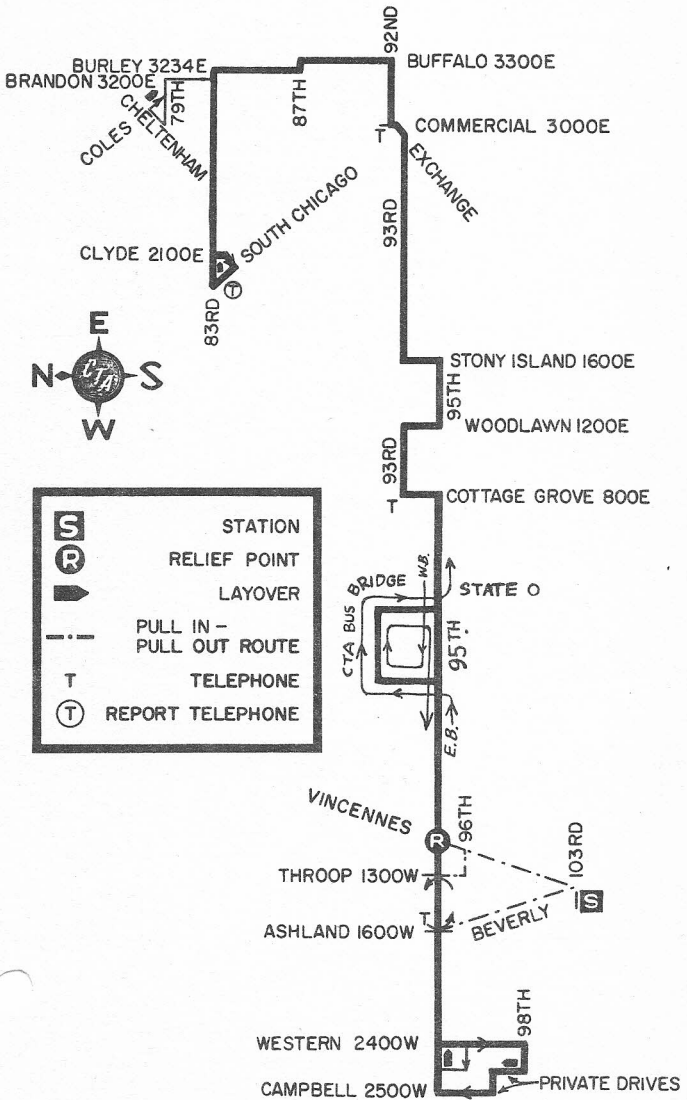 92ND
BURLEY 3234E
BUFFALO 3300E
BRANDON 3200E
79TH
87TH
CHELTENHAM
COLES
T
COMMERCIAL 3000E
EXCHANGE
SOUTH CHICAGO
93RD
CLYDE 2100E
T
83RD
E
N
CTA
S
W
STONY ISLAND 1600E
95TH
WOODLAWN 1200E
93RD
COTTAGE GROVE 800E
T
S STATION
R RELIEF POINT
LAYOVER
PULL IN -
PULL OUT ROUTE
T TELEPHONE
T REPORT TELEPHONE
W.B.
CTA BUS BRIDGE
STATE 0
95TH
E.B.
VINCENNES
96TH
R
103RD
THROOP 1300W
S
T
BEVERLY
ASHLAND 1600W
98TH
WESTERN 2400W
PRIVATE DRIVES
CAMPBELL 2500W